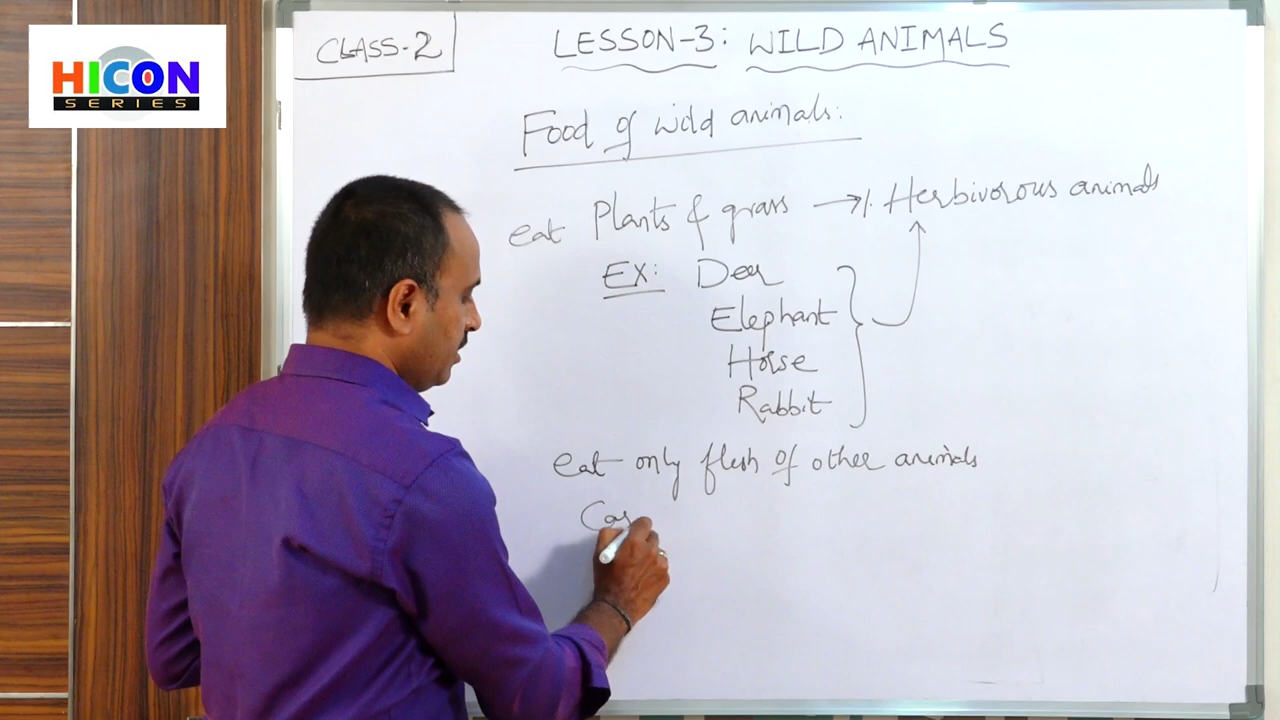 HICON
SERIES
CLASS-2
LESSON-3: WILD ANIMALS
Food of wild animals:
eat Plants & grass → Herbivorous animals
EX: Deer
Elephant
Horse
Rabbit
eat only flesh of other animals
Car